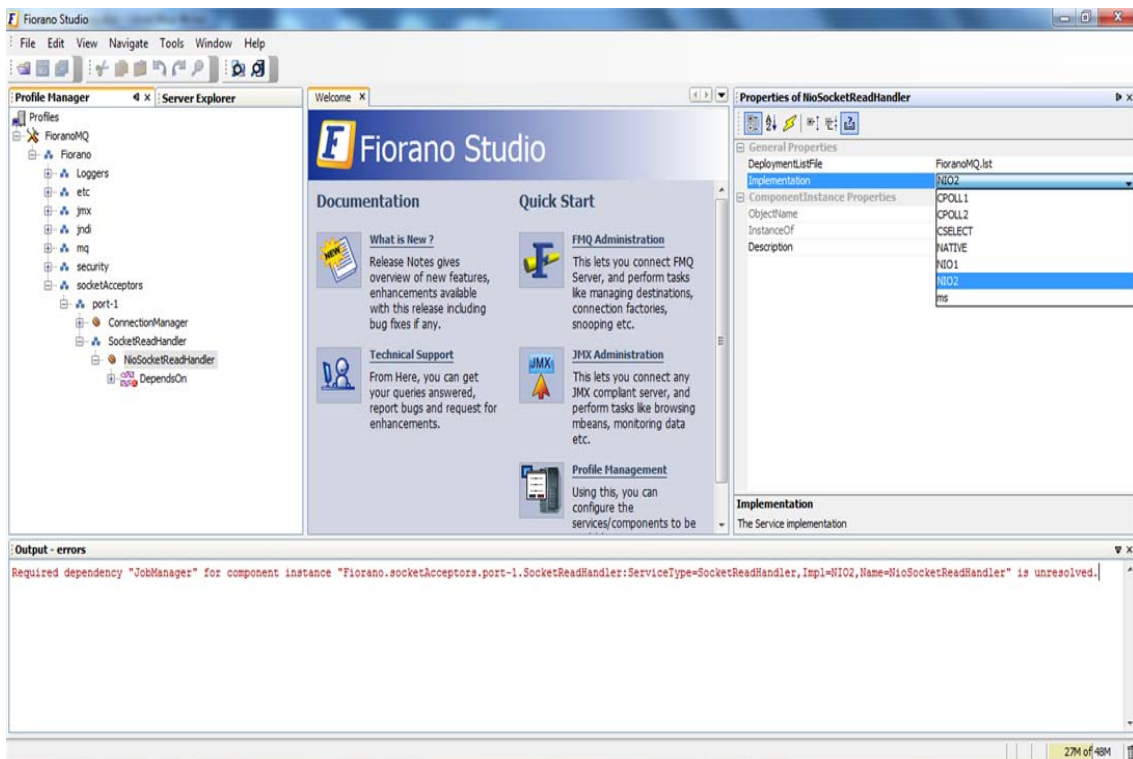 Fiorano Studio
File Edit View Navigate Tools Window Help
Profile Manager
Server Explorer
Profiles
FioranoMQ
Fiorano
Loggers
etc
jmx
jndi
mq
security
socketAcceptors
port-1
ConnectionManager
SocketReadHandler
NioSocketReadHandler
DependsOn
Welcome
Fiorano Studio
Documentation
What is New ?
Release Notes gives
overview of new features,
enhancements available
with this release including
bug fixes if any.
Technical Support
From Here, you can get
your queries answered,
report bugs and request for
enhancements.
Quick Start
FMQ Administration
This lets you connect FMQ
Server, and perform tasks
like managing destinations,
connection factories,
snooping etc.
JMX
JMX Administration
This lets you connect any
JMX compliant server, and
perform tasks like browsing
mbeans, monitoring data
etc.
Profile Management
Using this, you can
configure the
services/components to be
Properties of NioSocketReadHandler
General Properties
DeploymentListFile FioranoMQ.lst
Implementation NIO2
ComponentInstance Properties
ObjectName
InstanceOf
Description
CPOLL1
CPOLL2
CSELECT
NATIVE
NIO1
NIO2
ms
Implementation
The Service implementation
Output - errors
Required dependency "JobManager" for component instance "Fiorano.socketAcceptors.port-1.SocketReadHandler:ServiceType=SocketReadHandler,Impl=NIO2,Name=NioSocketReadHandler" is unresolved.
27M of 48M